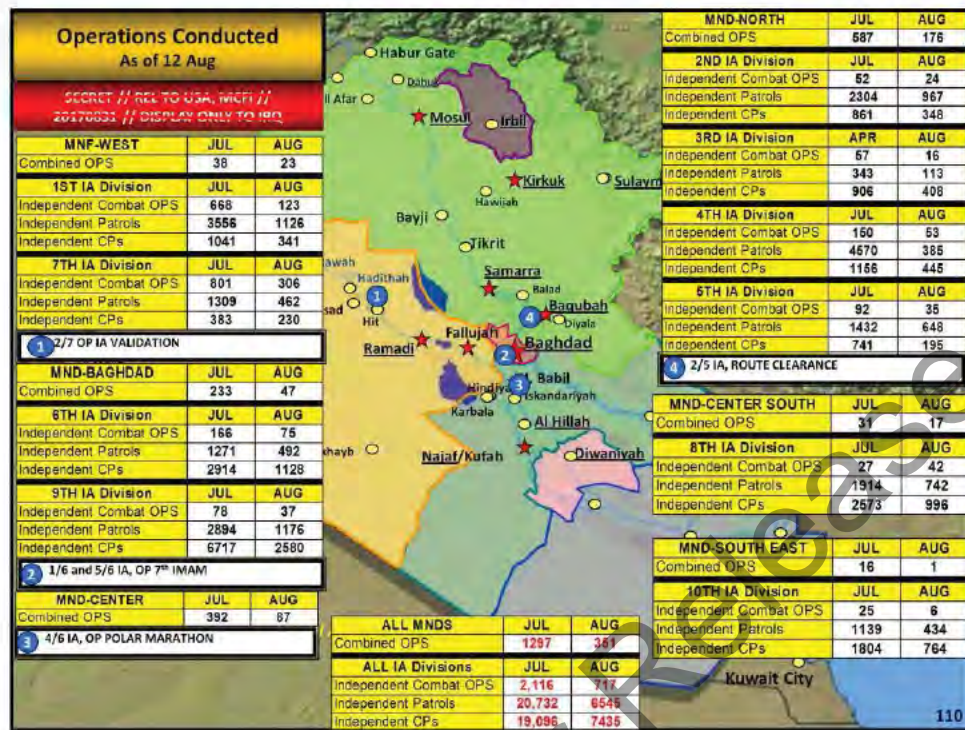 Operations Conducted
As of 12 Aug
SECRET // REL TO USA, MCFI //
20170831 // DISPLAY ONLY TO IRQ
MNF-WEST JUL AUG
Combined OPS 38 23
1ST IA Division JUL AUG
Independent Combat OPS 668 123
Independent Patrols 3556 1126
Independent CPs 1041 341
7TH IA Division JUL AUG
Independent Combat OPS 801 306
Independent Patrols 1309 462
Independent CPs 383 230
1 2/7 OP IA VALIDATION
MND-BAGHDAD JUL AUG
Combined OPS 233 47
6TH IA Division JUL AUG
Independent Combat OPS 166 75
Independent Patrols 1271 492
Independent CPs 2914 1128
9TH IA Division JUL AUG
Independent Combat OPS 78 37
Independent Patrols 2894 1176
Independent CPs 6717 2580
2 1/6 and 5/6 IA, OP 7th IMAM
MND-CENTER JUL AUG
Combined OPS 392 87
3 4/6 IA, OP POLAR MARATHON
Habur Gate
Dahuk
il Afar
Mosul
Irbil
Kirkuk
Sulaym
Hawijah
Bayji
Tikrit
Samarra
Balad
awah
Hadithah
1
sad
Hit
4
Baqubah
Diyala
Fallujah
Ramadi
2
Baghdad
3
Babil
Hindiya
Iskandariyah
Karbala
Al Hillah
khayb
Najaf/Kufah
Diwaniyah
Kuwait City
ALL MNDS JUL AUG
Combined OPS 1297 351
ALL IA Divisions JUL AUG
Independent Combat OPS 2,116 717
Independent Patrols 20,732 6545
Independent CPs 19,096 7435
MND-NORTH JUL AUG
Combined OPS 587 176
2ND IA Division JUL AUG
Independent Combat OPS 52 24
Independent Patrols 2304 967
Independent CPs 861 348
3RD IA Division APR AUG
Independent Combat OPS 57 16
Independent Patrols 343 113
Independent CPs 906 408
4TH IA Division JUL AUG
Independent Combat OPS 150 53
Independent Patrols 4570 385
Independent CPs 1156 445
5TH IA Division JUL AUG
Independent Combat OPS 92 35
Independent Patrols 1432 648
Independent CPs 741 195
4 2/5 IA, ROUTE CLEARANCE
MND-CENTER SOUTH JUL AUG
Combined OPS 31 17
8TH IA Division JUL AUG
Independent Combat OPS 27 42
Independent Patrols 1914 742
Independent CPs 2573 996
MND-SOUTH EAST JUL AUG
Combined OPS 16 1
10TH IA Division JUL AUG
Independent Combat OPS 25 6
Independent Patrols 1139 434
Independent CPs 1804 764
Release
110